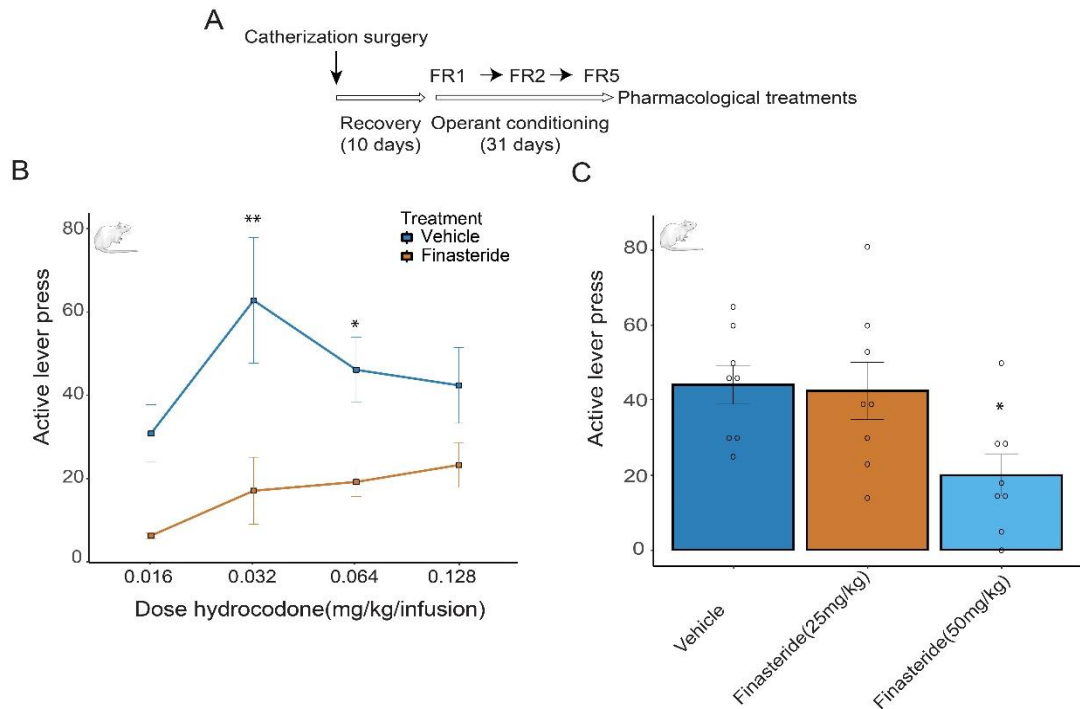 A
Catherization surgery
FR1 FR2 FR5
Pharmacological treatments
Recovery
(10 days)
Operant conditioning
(31 days)
B
Active lever press
80
60
40
20
0
**
*
Treatment
Vehicle
Finasteride
0.016 0.032 0.064 0.128
Dose hydrocodone(mg/kg/infusion)
C
Active lever press
80
60
40
20
0
*
Vehicle
Finasteride(25mg/kg)
Finasteride(50mg/kg)